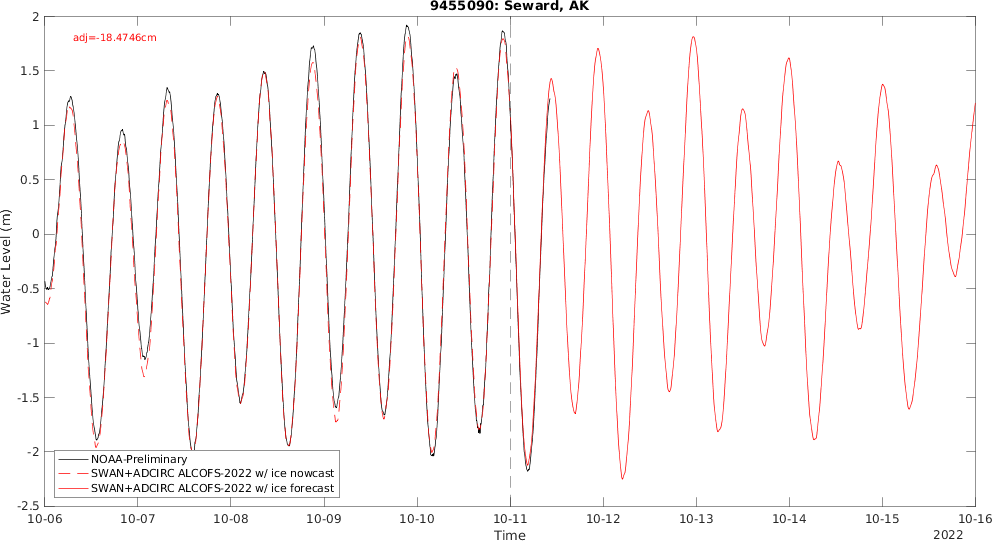 9455090: Seward, AK
adj=-18.4746cm
Water Level (m)
2
1.5
1
0.5
0
-0.5
-1
-1.5
-2
-2.5
NOAA-Preliminary
SWAN+ADCIRC ALCOFS-2022 w/ ice nowcast
SWAN+ADCIRC ALCOFS-2022 w/ ice forecast
10-06 10-07 10-08 10-09 10-10 10-11 10-12 10-13 10-14 10-15 10-16
Time
2022